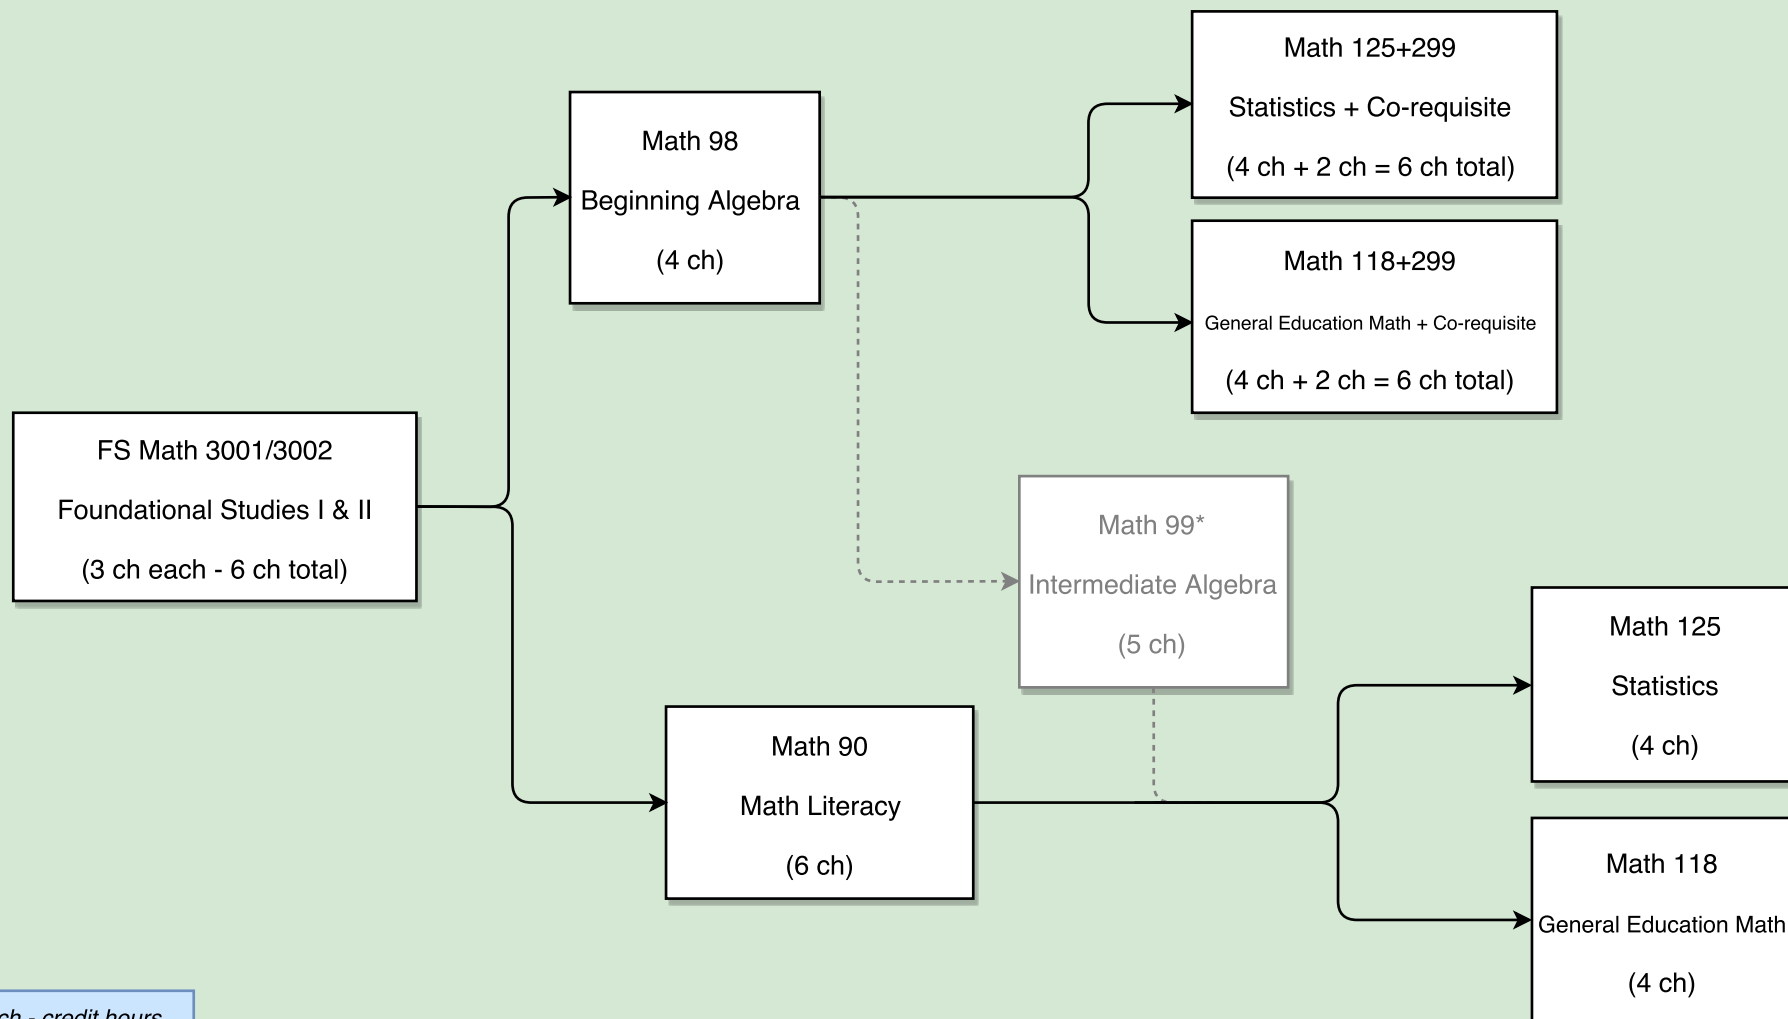 Math 125+299
Statistics + Co-requisite
(4 ch + 2 ch = 6 ch total)
Math 98
Beginning Algebra
(4 ch)
Math 118+299
General Education Math + Co-requisite
(4 ch + 2 ch = 6 ch total)
FS Math 3001/3002
Foundational Studies I & II
(3 ch each - 6 ch total)
Math 99*
Intermediate Algebra
(5 ch)
Math 125
Statistics
(4 ch)
Math 90
Math Literacy
(6 ch)
Math 118
General Education Math
(4 ch)
ch - credit hours